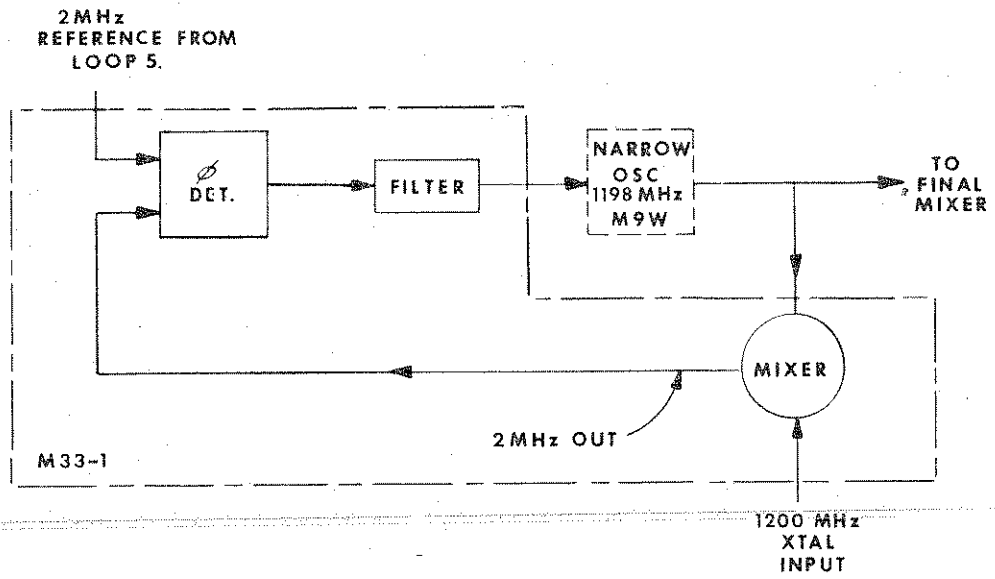 2MHz
REFERENCE FROM
LOOP 5.
φ
DET.
FILTER
NARROW
OSC
1198 MHz
M9W
TO
FINAL
MIXER
MIXER
2MHz OUT
M33-1
1200 MHz
XTAL
INPUT